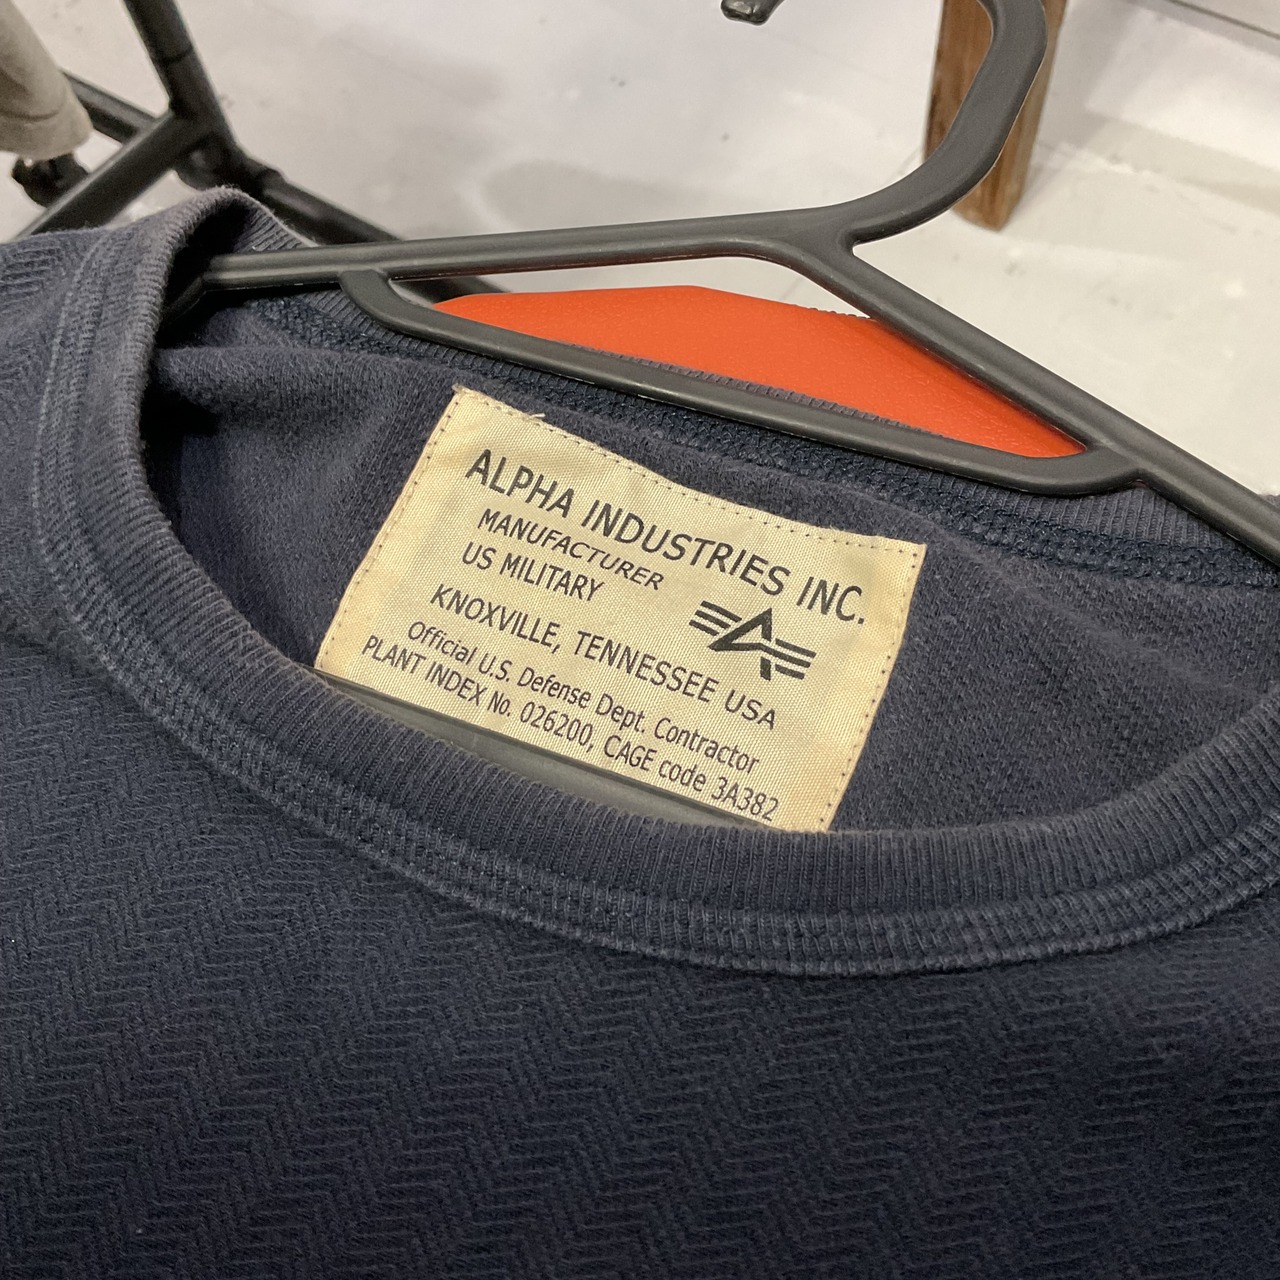 ALPHA INDUSTRIES INC.
MANUFACTURER
US MILITARY
KNOXVILLE, TENNESSEE USA
Official U.S. Defense Dept. Contractor
PLANT INDEX No. 026200, CAGE code 3A382